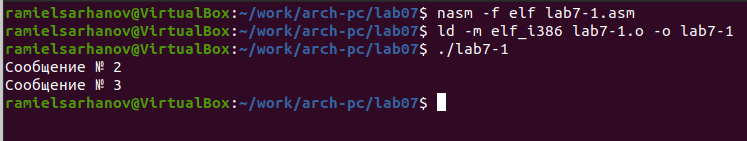 ramielsarhanov@VirtualBox:~/work/arch-pc/lab07$ nasm -f elf lab7-1.asm
ramielsarhanov@VirtualBox:~/work/arch-pc/lab07$ ld -m elf_i386 lab7-1.o -o lab7-1
ramielsarhanov@VirtualBox:~/work/arch-pc/lab07$ ./lab7-1
Сообщение № 2
Сообщение № 3
ramielsarhanov@VirtualBox:~/work/arch-pc/lab07$